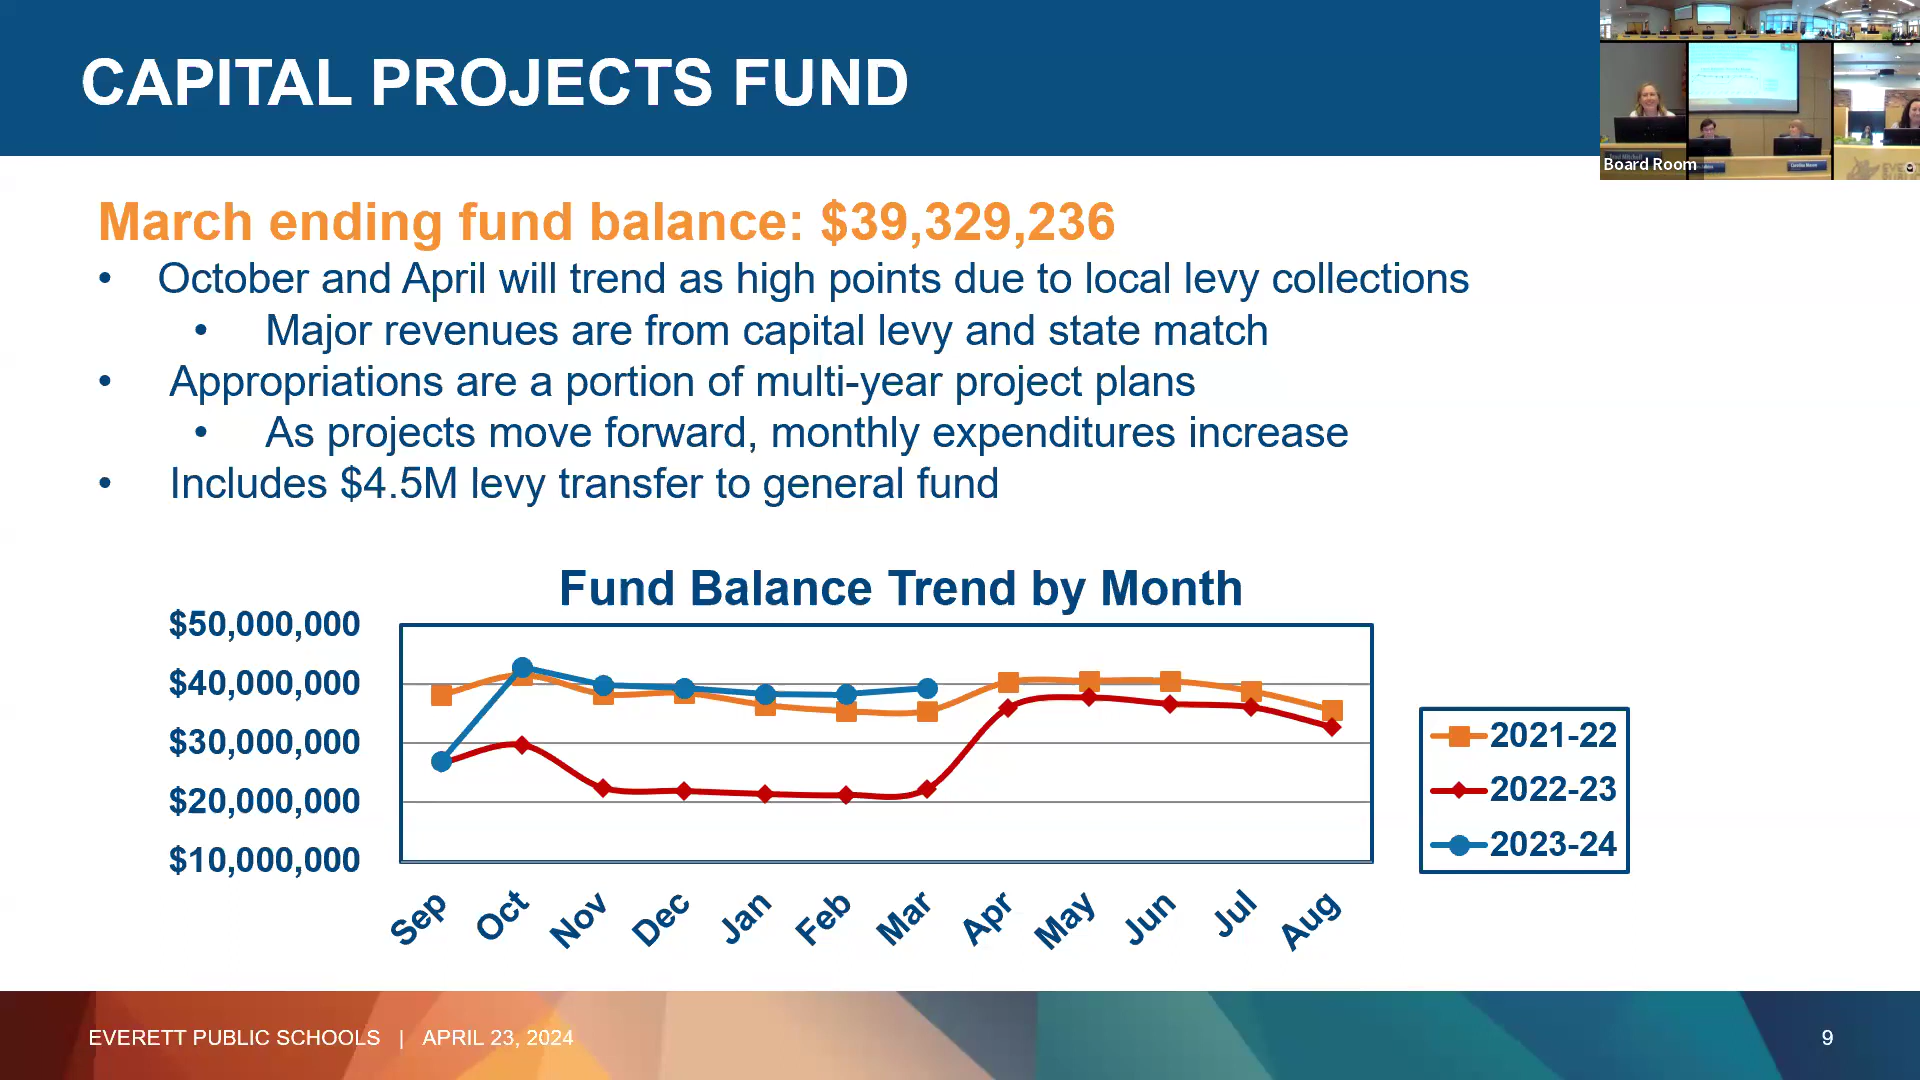 CAPITAL PROJECTS FUND
Board Room
March ending fund balance: $39,329,236
• October and April will trend as high points due to local levy collections
• Major revenues are from capital levy and state match
• Appropriations are a portion of multi-year project plans
• As projects move forward, monthly expenditures increase
• Includes $4.5M levy transfer to general fund
Fund Balance Trend by Month
$50,000,000
$40,000,000
$30,000,000
$20,000,000
$10,000,000
Sep Oct Nov Dec Jan Feb Mar Apr May Jun Jul Aug
2021-22
2022-23
2023-24
EVERETT PUBLIC SCHOOLS | APRIL 23, 2024
9